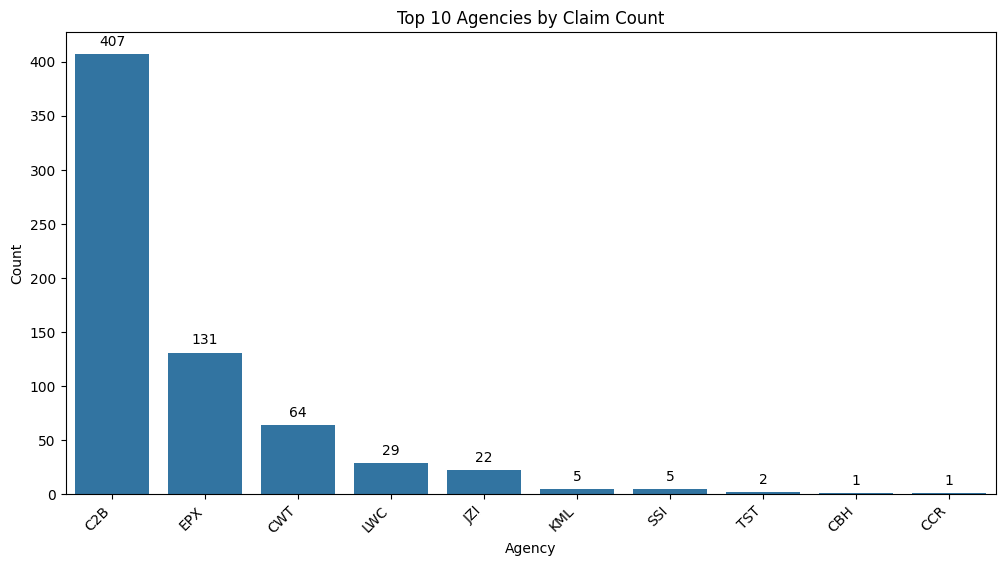 Top 10 Agencies by Claim Count
Count
400
350
300
250
200
150
100
50
0
407
131
64
29
22
5
5
2
1
1
C2B
EPX
CWT
LWC
JZI
KML
SSI
TST
CBH
CCR
Agency